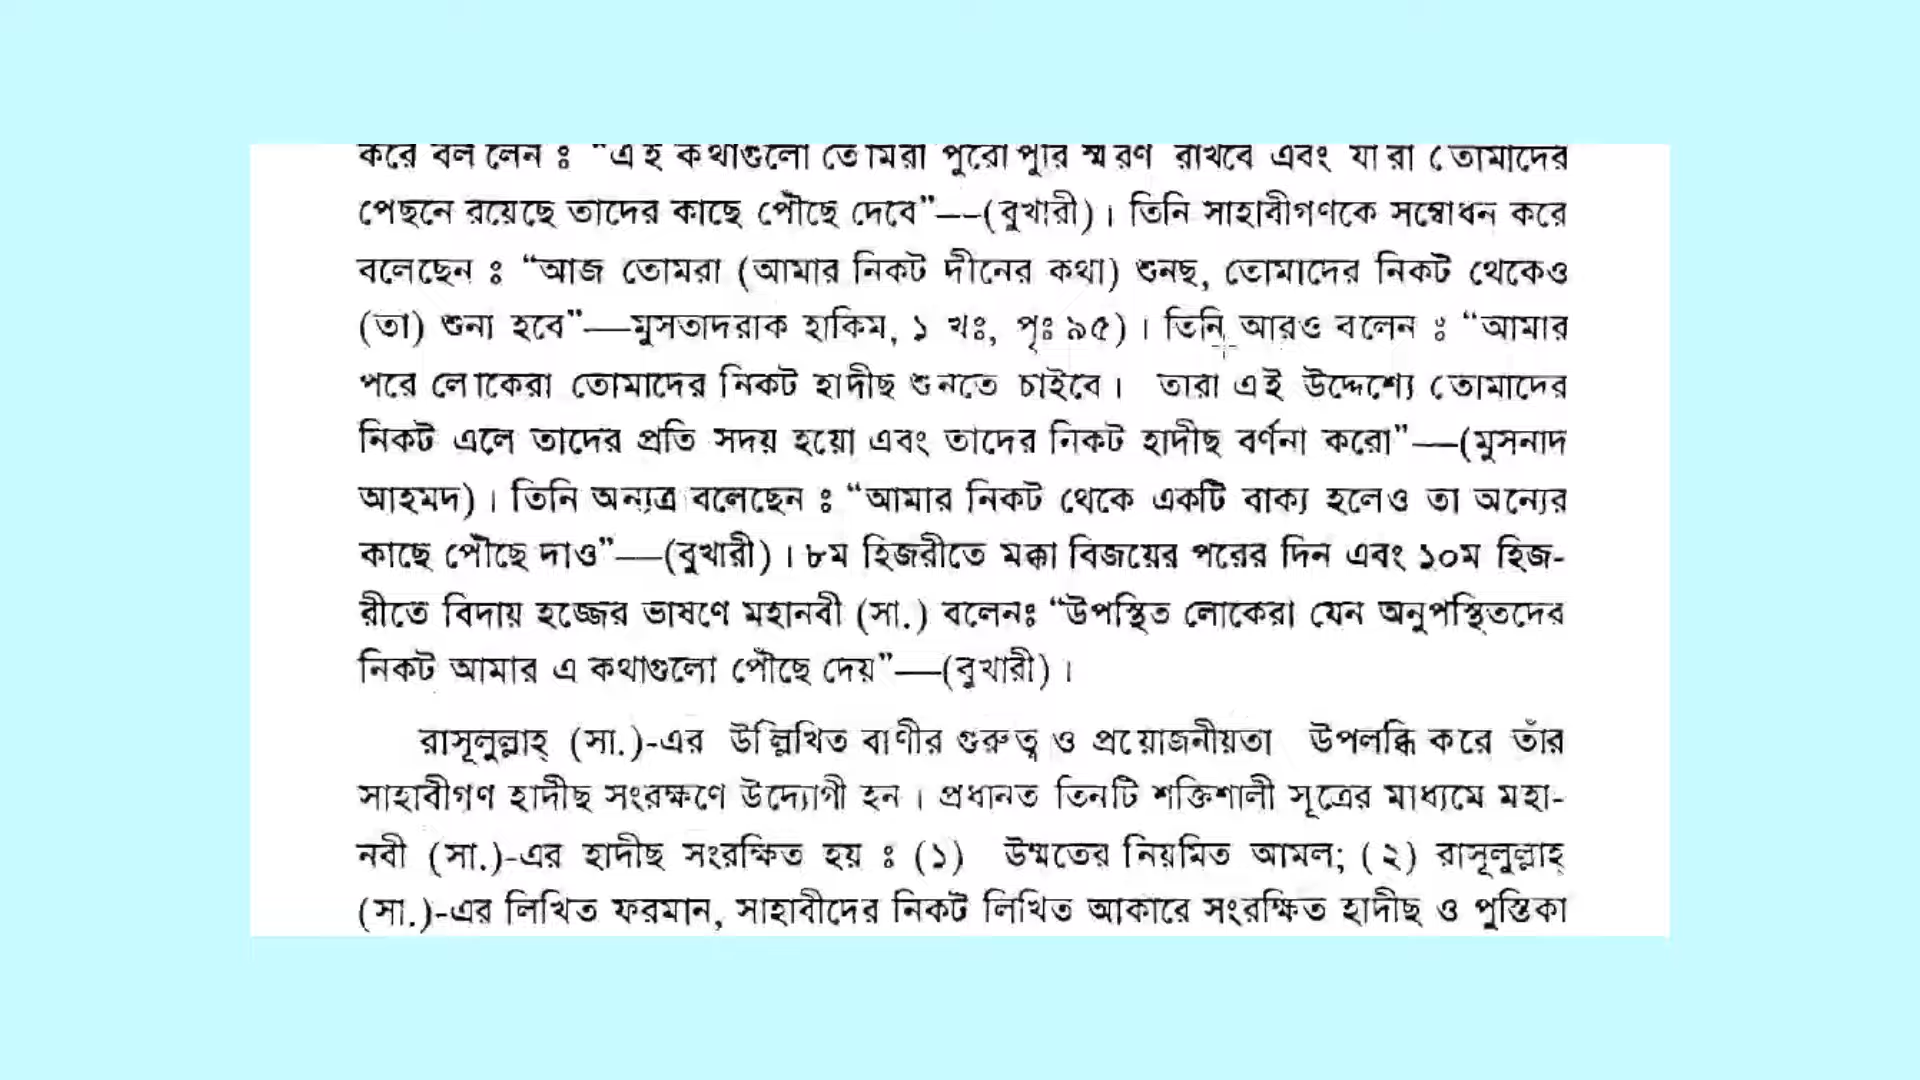 করে বললেন ঃ "এই কথাগুলো তোমরা পুরোপুরি স্মরণ রাখবে এবং যারা তোমাদের
পেছনে রয়েছে তাদের কাছে পৌঁছে দেবে"—(বুখারী)। তিনি সাহাবীগণকে সম্বোধন করে
বলেছেন ঃ “আজ তোমরা (আমার নিকট দীনের কথা) শুনছ, তোমাদের নিকট থেকেও
(তা) শুনা হবে”—মুসতাদরাক হাকিম, ১ খঃ, পৃঃ ৯৫)। তিনি আরও বলেন ঃ “আমার
পরে লোকেরা তোমাদের নিকট হাদীছ শুনতে চাইবে। তারা এই উদ্দেশ্যে তোমাদের
নিকট এলে তাদের প্রতি সদয় হয়ো এবং তাদের নিকট হাদীছ বর্ণনা করো”—(মুসনাদ
আহমদ)। তিনি অন্যত্র বলেছেন ঃ “আমার নিকট থেকে একটি বাক্য হলেও তা অন্যের
কাছে পৌঁছে দাও”—(বুখারী)। ৮ম হিজরীতে মক্কা বিজয়ের পরের দিন এবং ১০ম হিজ-
রীতে বিদায় হজ্জের ভাষণে মহানবী (সা.) বলেনঃ “উপস্থিত লোকেরা যেন অনুপস্থিতদের
নিকট আমার এ কথাগুলো পৌঁছে দেয়”—(বুখারী)।
রাসূলুল্লাহ্ (সা.)-এর উল্লিখিত বাণীর গুরুত্ব ও প্রয়োজনীয়তা উপলব্ধি করে তাঁর
সাহাবীগণ হাদীছ সংরক্ষণে উদ্যোগী হন। প্রধানত তিনটি শক্তিশালী সূত্রের মাধ্যমে মহা-
নবী (সা.)-এর হাদীছ সংরক্ষিত হয় ঃ (১) উম্মতের নিয়মিত আমল; (২) রাসূলুল্লাহ্
(সা.)-এর লিখিত ফরমান, সাহাবীদের নিকট লিখিত আকারে সংরক্ষিত হাদীছ ও পুস্তিকা